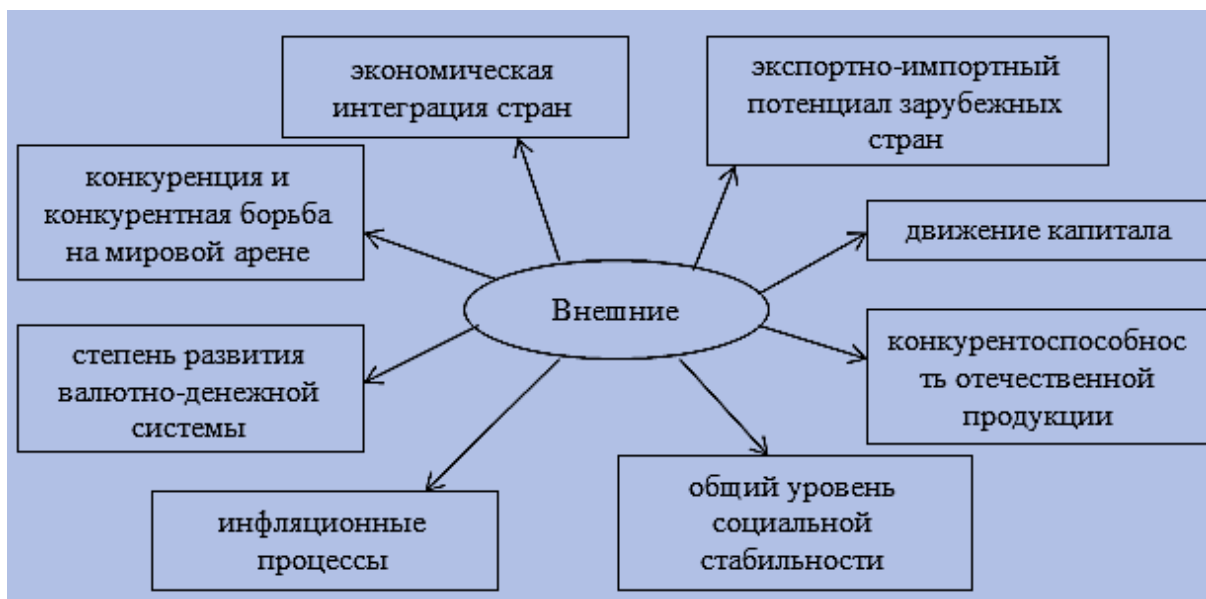 экономическая
интеграция стран
экспортно-импортный
потенциал зарубежных
стран
конкуренция и
конкурентная борьба
на мировой арене
движение капитала
Внешние
степень развития
валютно-денежной
системы
конкурентоспособнос
ть отечественной
продукции
инфляционные
процессы
общий уровень
социальной
стабильности